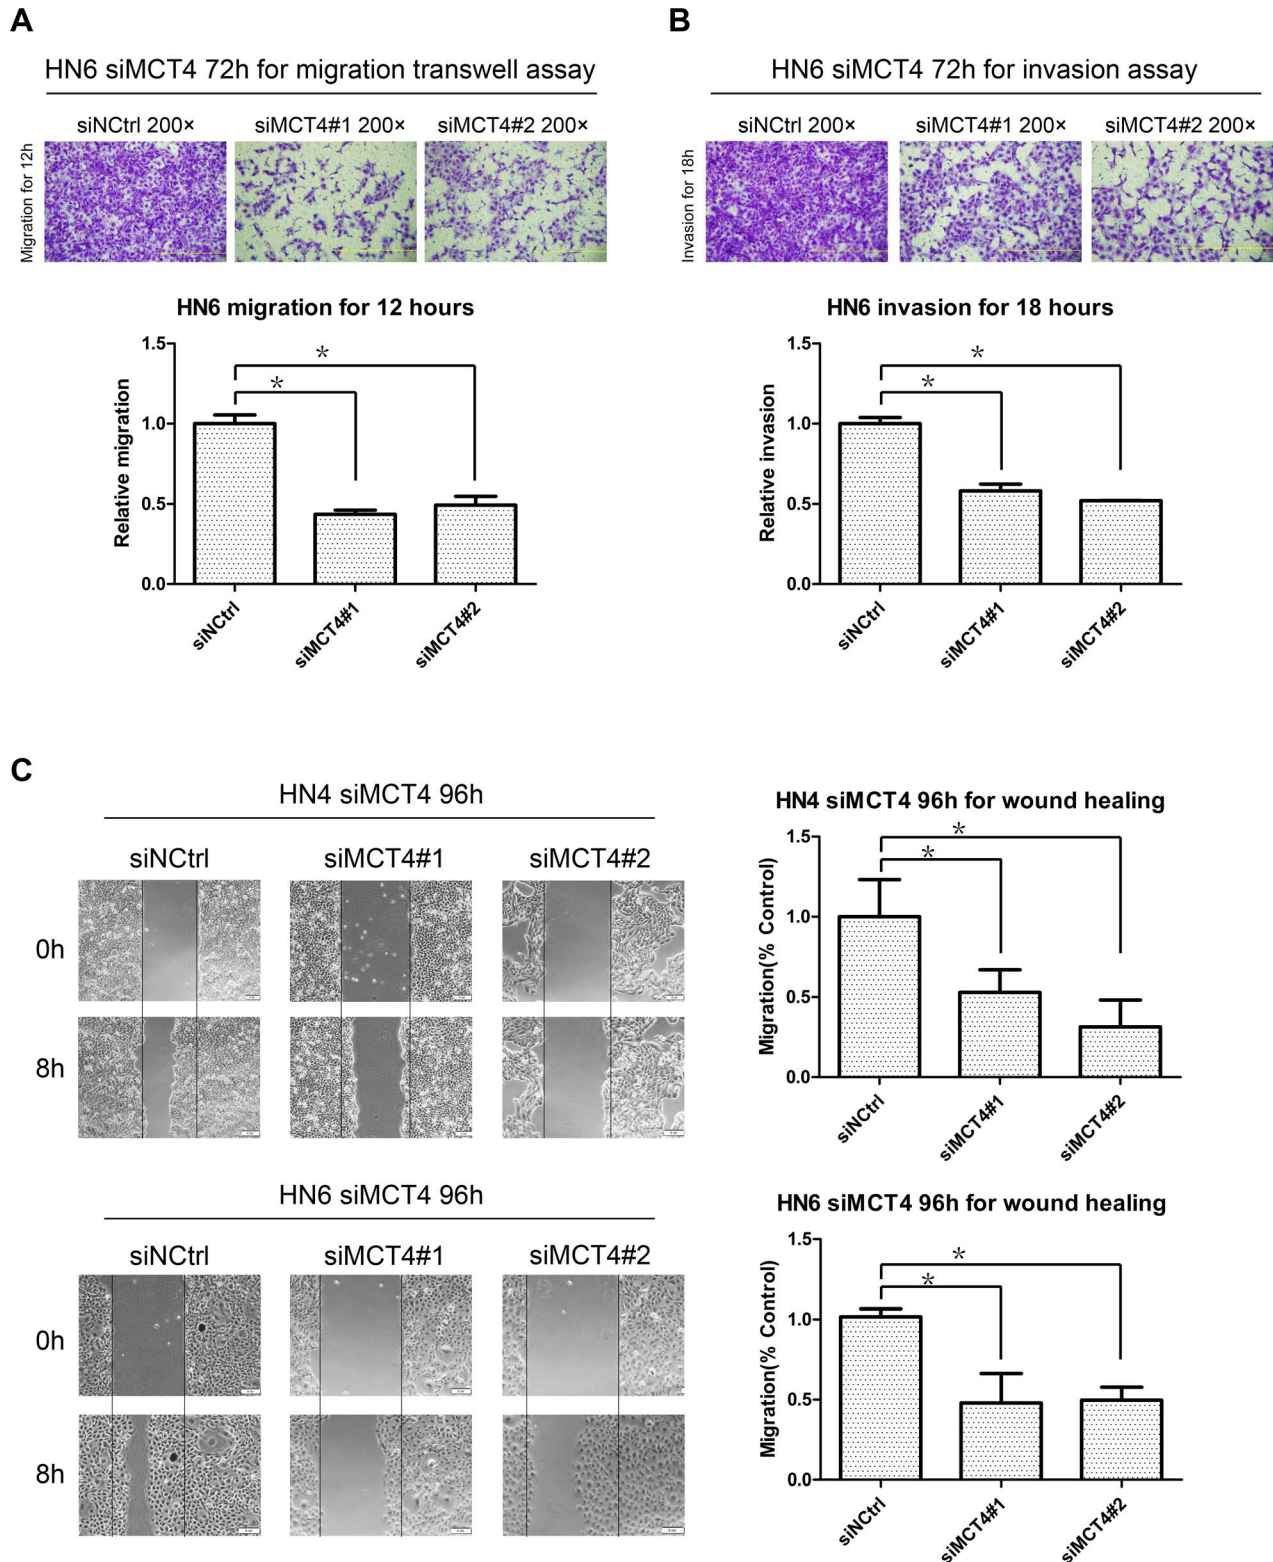 A
HN6 siMCT4 72h for migration transwell assay
siNCtrl 200× siMCT4#1 200× siMCT4#2 200×
Migration for 12h
HN6 migration for 12 hours
Relative migration
1.5
1.0
0.5
0.0
*
*
siNCtrl
siMCT4#1
siMCT4#2
B
HN6 siMCT4 72h for invasion assay
siNCtrl 200× siMCT4#1 200× siMCT4#2 200×
Invasion for 18h
HN6 invasion for 18 hours
Relative invasion
1.5
1.0
0.5
0.0
*
*
siNCtrl
siMCT4#1
siMCT4#2
C
HN4 siMCT4 96h
siNCtrl siMCT4#1 siMCT4#2
0h
8h
HN4 siMCT4 96h for wound healing
Migration(% Control)
1.5
1.0
0.5
0.0
*
*
siNCtrl
siMCT4#1
siMCT4#2
HN6 siMCT4 96h
siNCtrl siMCT4#1 siMCT4#2
0h
8h
HN6 siMCT4 96h for wound healing
Migration(% Control)
1.5
1.0
0.5
0.0
*
*
siNCtrl
siMCT4#1
siMCT4#2